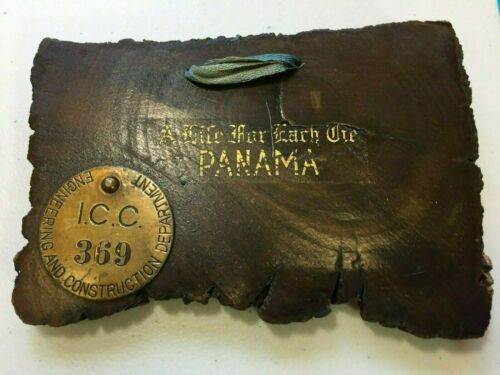 A Life For Each Tie
PANAMA
I.C.C.
369
ENGINEERING AND CONSTRUCTION DEPARTMENT